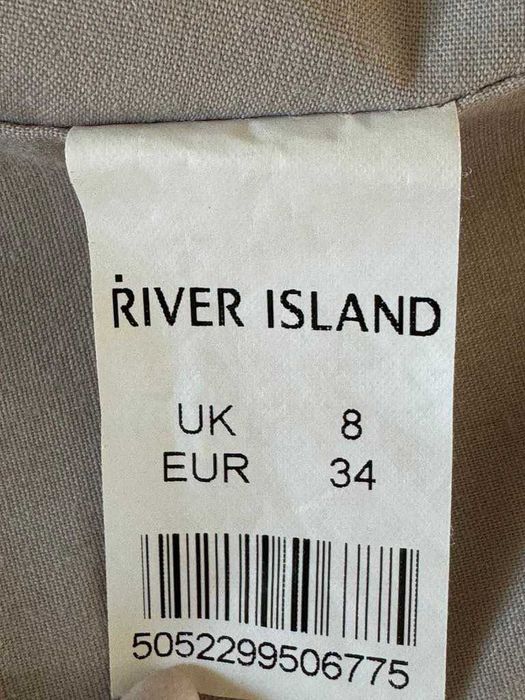 RIVER ISLAND
UK 8
EUR 34
5052299506775